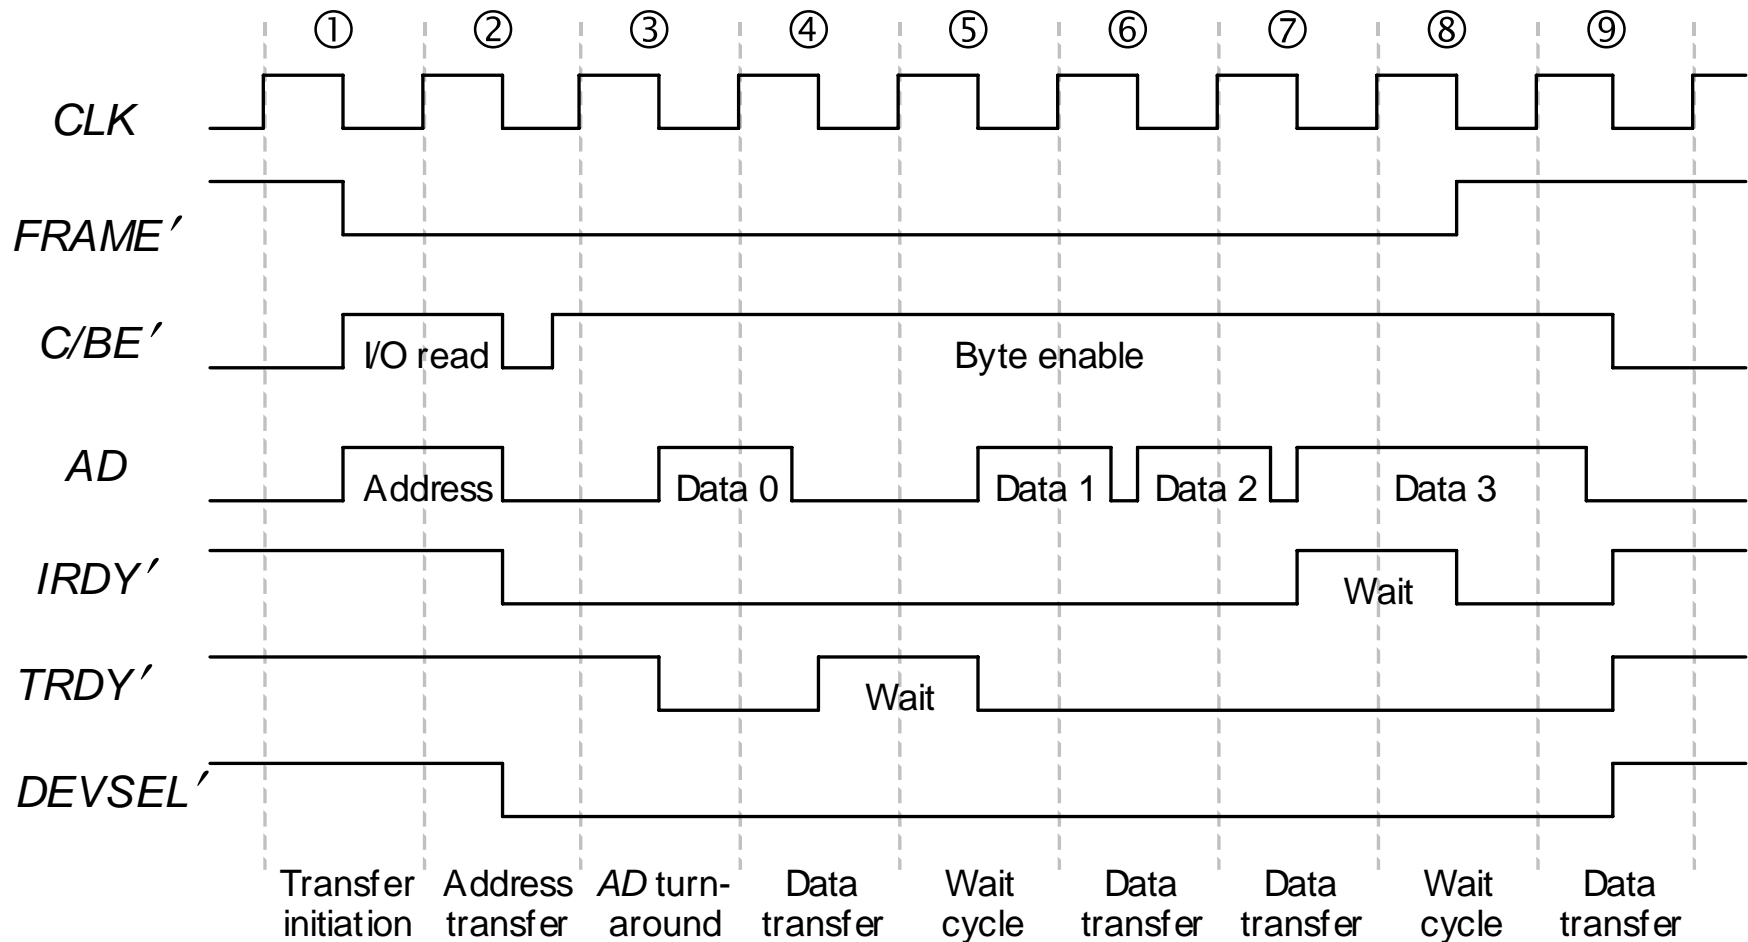 ① ② ③ ④ ⑤ ⑥ ⑦ ⑧ ⑨
CLK
FRAME′
C/BE′
I/O read
Byte enable
AD
Address
Data 0
Data 1
Data 2
Data 3
IRDY′
Wait
TRDY′
Wait
DEVSEL′
Transfer initiation
Address transfer
AD turn-around
Data transfer
Wait cycle
Data transfer
Data transfer
Wait cycle
Data transfer